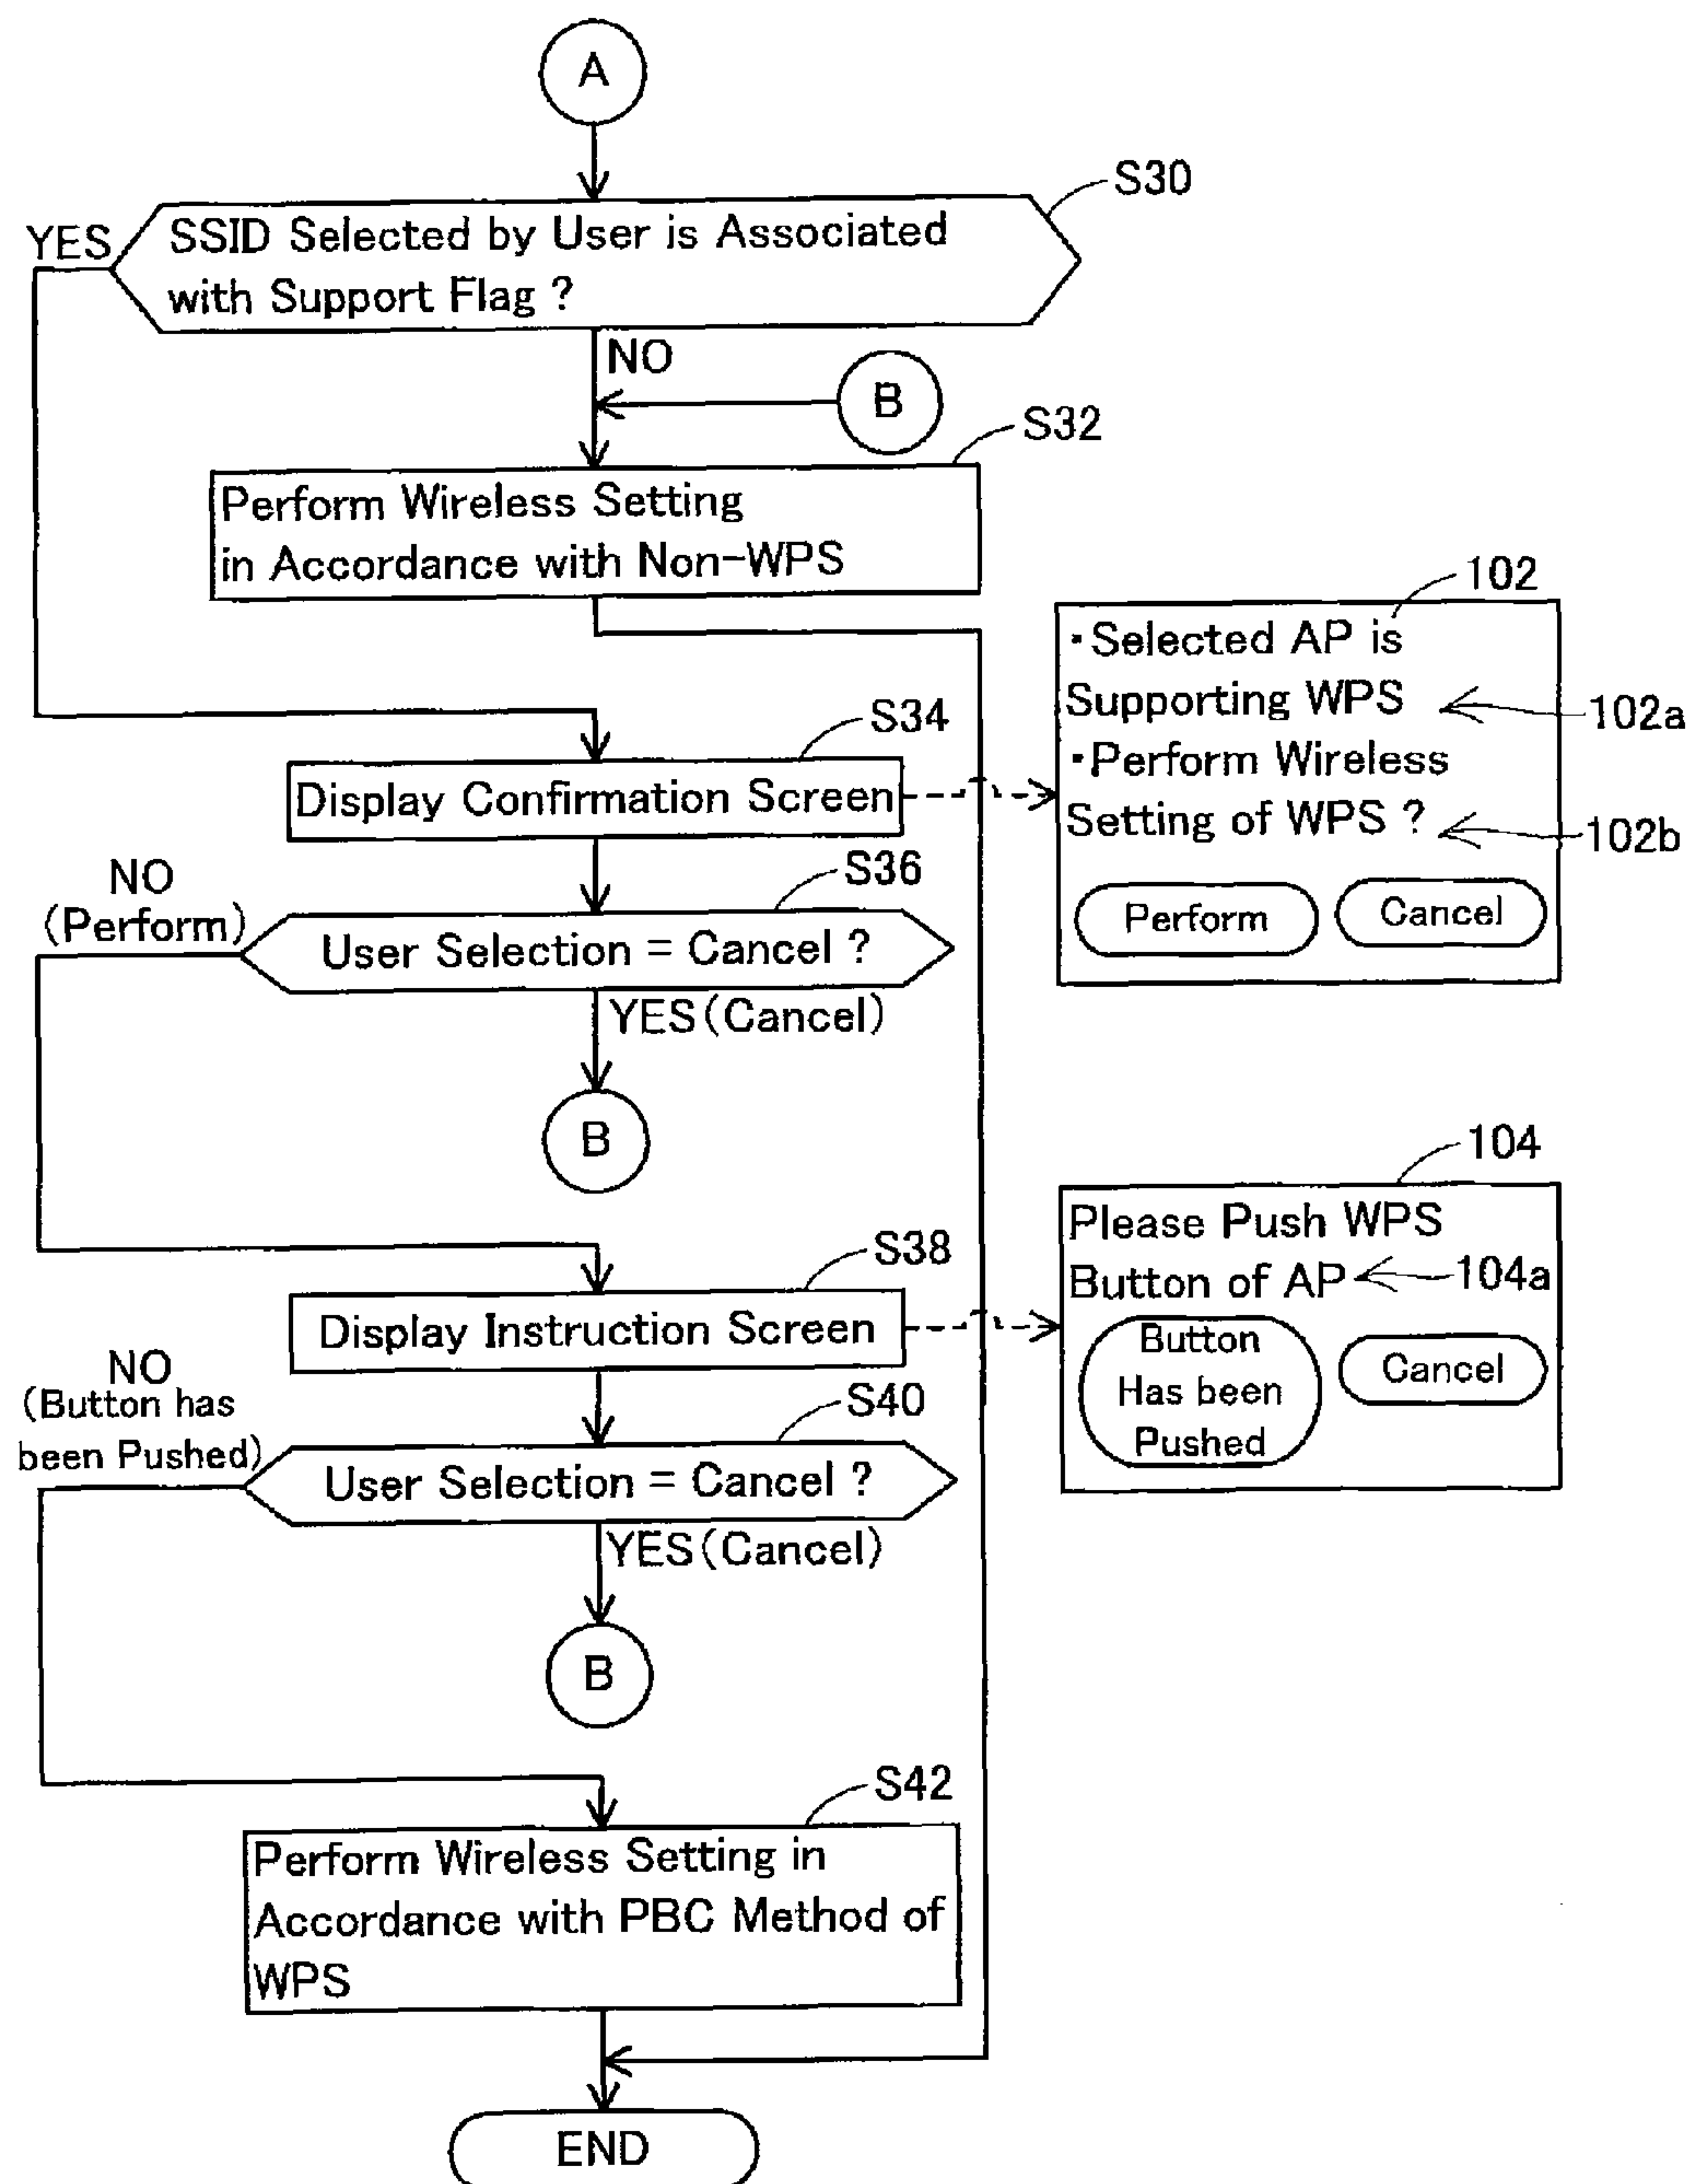 A
S30
YES
SSID Selected by User is Associated
with Support Flag ?
NO
B
S32
Perform Wireless Setting
in Accordance with Non-WPS
102
・Selected AP is
Supporting WPS
102a
・Perform Wireless
Setting of WPS ?
102b
Perform
Cancel
S34
Display Confirmation Screen
S36
NO
(Perform)
User Selection = Cancel ?
YES(Cancel)
B
104
Please Push WPS
Button of AP
104a
Button
Has been
Pushed
Cancel
S38
Display Instruction Screen
S40
NO
(Button has
been Pushed)
User Selection = Cancel ?
YES(Cancel)
B
S42
Perform Wireless Setting in
Accordance with PBC Method of
WPS
END